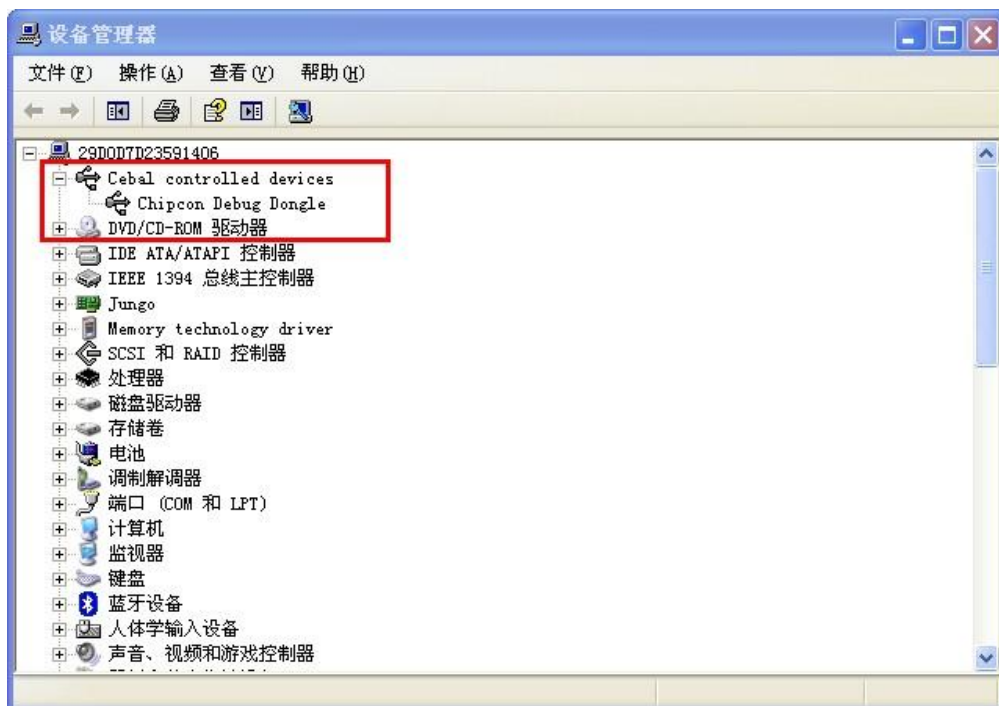 设备管理器
文件(F) 操作(A) 查看(V) 帮助(H)
29D0D7D23591406
Cebal controlled devices
Chipcon Debug Dongle
DVD/CD-ROM 驱动器
IDE ATA/ATAPI 控制器
IEEE 1394 总线主控制器
Jungo
Memory technology driver
SCSI 和 RAID 控制器
处理器
磁盘驱动器
存储卷
电池
调制解调器
端口 (COM 和 LPT)
计算机
监视器
键盘
蓝牙设备
人体学输入设备
声音、视频和游戏控制器